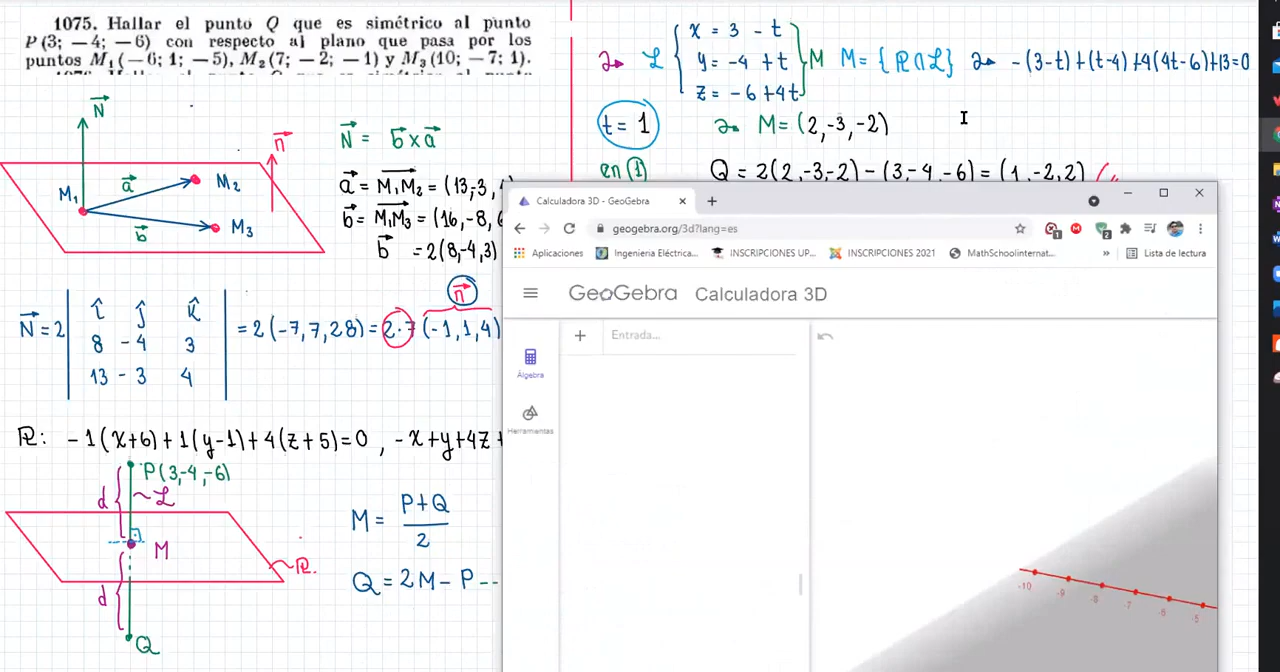 1075. Hallar el punto Q que es simétrico al punto
P(3; −4; −6) con respecto al plano que pasa por los
puntos M₁(−6; 1; −5), M₂(7; −2; −1) y M₃(10; −7; 1).
N
a
b
M₁
M₂
M₃
n
N = b × a
a = M₁M₂ = (13,-3, 4
b = M₁M₃ = (16,-8, 6
b = 2(8,-4,3)
N = 2 | î ĵ k̂ | = 2(-7,7,28) = 2·7(-1,1,4)
8 -4 3
13 -3 4
n
ℝ: -1(x+6)+1(y-1)+4(z+5)=0 , -x+y+4z +
P(3,-4,-6)
d
L
M
ℝ.
d
Q
M = P+Q
2
Q = 2M - P --
L { x = 3 - t
y = -4 + t } M M = {ℝ∩L} -(3-t)+(t-4)+4(4t-6)+13=0
z = -6 + 4t
t = 1 M = (2,-3,-2)
en (1) Q = 2(2,-3,-2) - (3,-4,-6) = (1,-2,2)
Calculadora 3D - GeoGebra
geogebra.org/3d?lang=es
Aplicaciones Ingenieria Eléctrica... INSCRIPCIONES UP... INSCRIPCIONES 2021 MathSchoolinternat... » Lista de lectura
GeoGebra Calculadora 3D
Entrada...
Álgebra
Herramientas
-10 -9 -8 -7 -6 -5